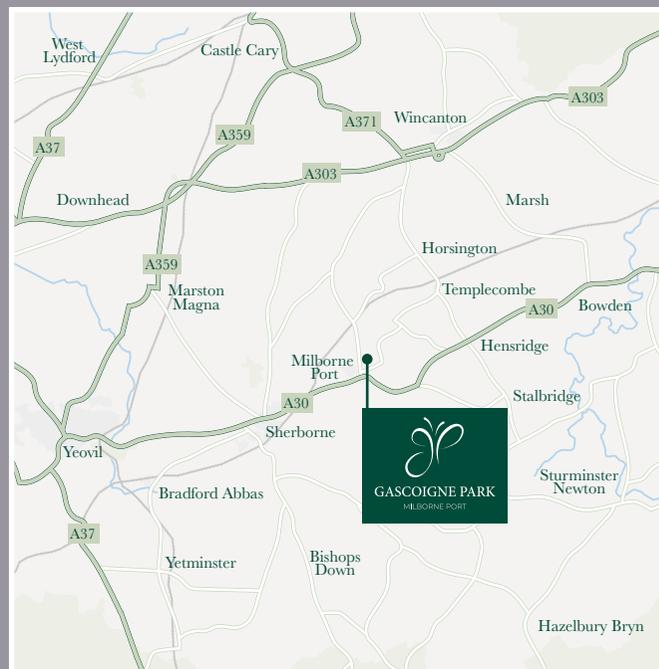 West
Lydford
Castle Cary
A303
A371
Wincanton
A359
A37
A303
Downhead
Marsh
Horsington
A359
Marston
Magna
Templecombe
A30
Bowden
Hensridge
Milborne
Port
Stalbridge
A30
Sherborne
Yeovil
GASCOIGNE PARK
MILBORNE PORT
Sturminster
Newton
Bradford Abbas
A37
Yetminster
Bishops
Down
Hazelbury Bryn